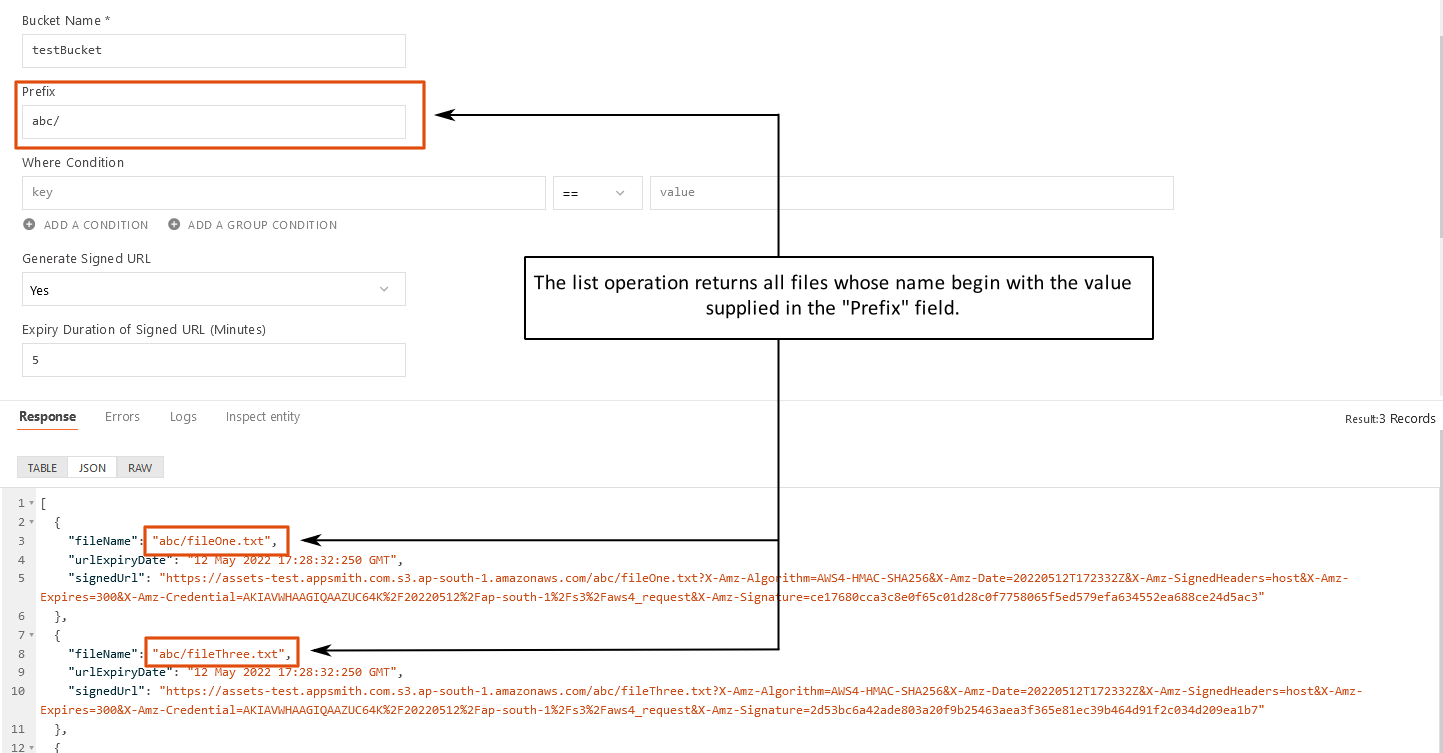 Bucket Name *
testBucket
Prefix
abc/
Where Condition
key
==
value
ADD A CONDITION
ADD A GROUP CONDITION
Generate Signed URL
Yes
The list operation returns all files whose name begin with the value
supplied in the "Prefix" field.
Expiry Duration of Signed URL (Minutes)
5
Response
Errors
Logs
Inspect entity
Result:3 Records
TABLE
JSON
RAW
1 [
2 {
3 "fileName": "abc/fileOne.txt",
4 "urlExpiryDate": "12 May 2022 17:28:32:250 GMT",
5 "signedUrl": "https://assets-test.appsmith.com.s3.ap-south-1.amazonaws.com/abc/fileOne.txt?X-Amz-Algorithm=AWS4-HMAC-SHA256&X-Amz-Date=20220512T172332Z&X-Amz-SignedHeaders=host&X-Amz-
Expires=300&X-Amz-Credential=AKIAVWHAAGIQAAZUC64K%2F20220512%2Fap-south-1%2Fs3%2Faws4_request&X-Amz-Signature=ce17680cca3c8e0f65c01d28c0f7758065f5ed579efa634552ea688ce24d5ac3"
6 },
7 {
8 "fileName": "abc/fileThree.txt",
9 "urlExpiryDate": "12 May 2022 17:28:32:250 GMT",
10 "signedUrl": "https://assets-test.appsmith.com.s3.ap-south-1.amazonaws.com/abc/fileThree.txt?X-Amz-Algorithm=AWS4-HMAC-SHA256&X-Amz-Date=20220512T172332Z&X-Amz-SignedHeaders=host&X-Amz-
Expires=300&X-Amz-Credential=AKIAVWHAAGIQAAZUC64K%2F20220512%2Fap-south-1%2Fs3%2Faws4_request&X-Amz-Signature=2d53bc6a42ade803a20f9b25463aea3f365e81ec39b464d91f2c034d209ea1b7"
11 },
12 {